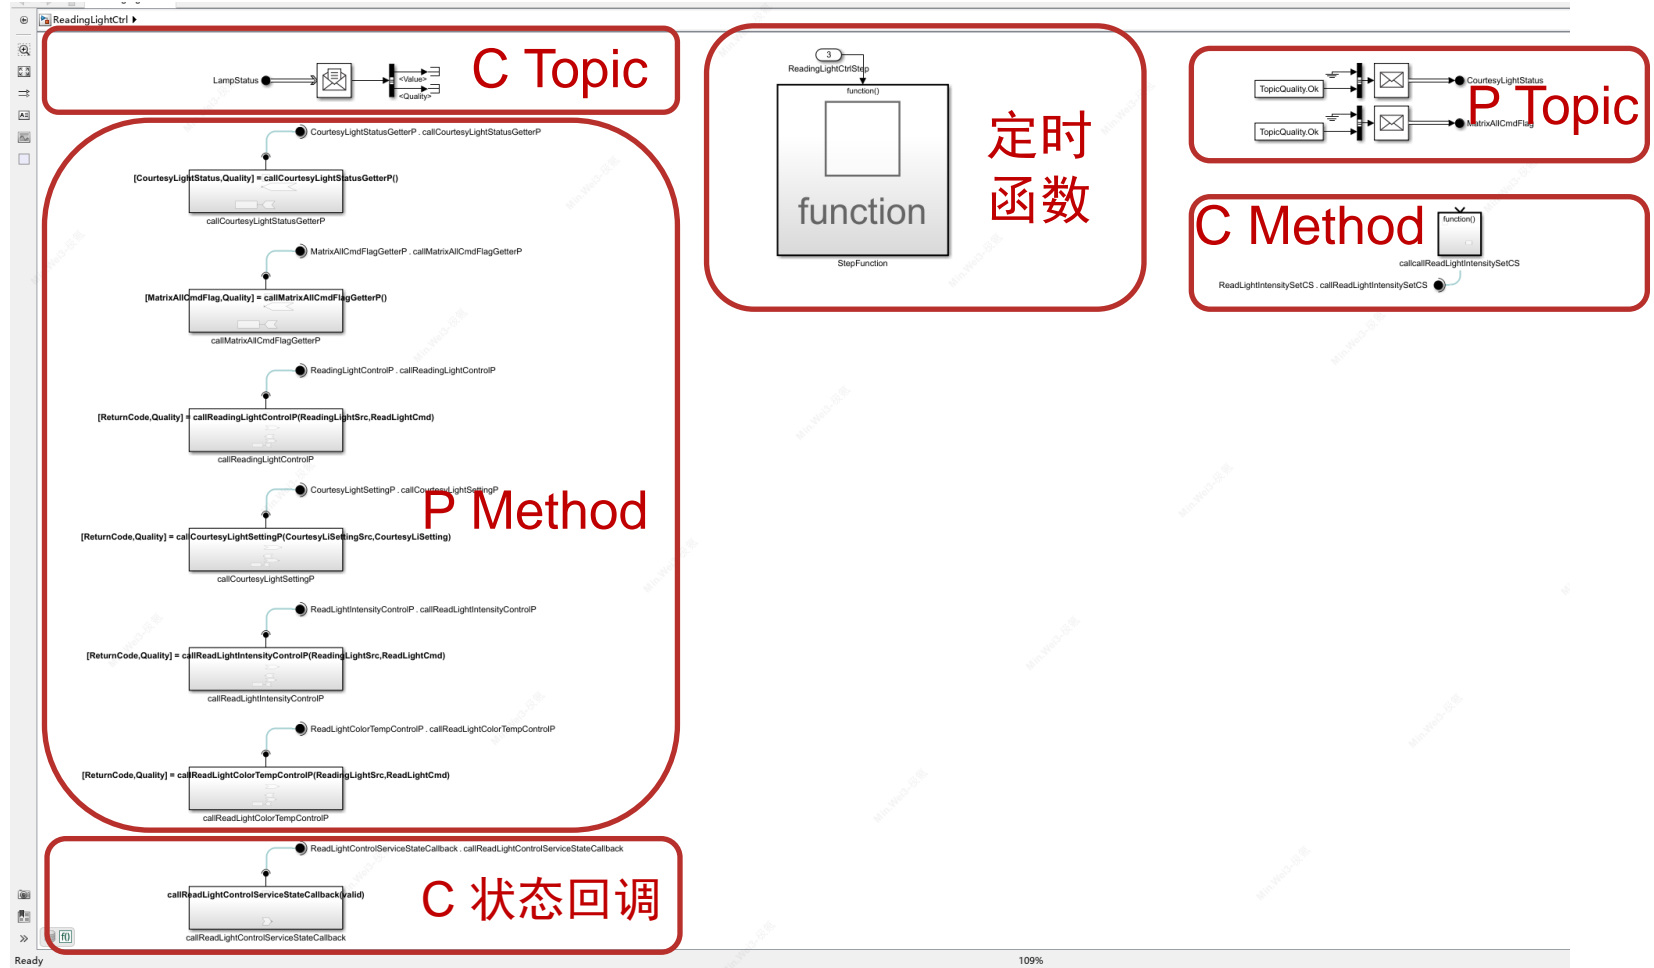 ReadingLightCtrl
C Topic
LampStatus
<Value>
<Quality>
CourtesyLightStatusGetterP . callCourtesyLightStatusGetterP
[CourtesyLightStatus,Quality] = callCourtesyLightStatusGetterP()
callCourtesyLightStatusGetterP
MatrixAllCmdFlagGetterP . callMatrixAllCmdFlagGetterP
[MatrixAllCmdFlag,Quality] = callMatrixAllCmdFlagGetterP()
callMatrixAllCmdFlagGetterP
ReadingLightControlP . callReadingLightControlP
[ReturnCode,Quality] = callReadingLightControlP(ReadingLightSrc,ReadLightCmd)
callReadingLightControlP
CourtesyLightSettingP . callCourtesyLightSettingP
P Method
[ReturnCode,Quality] = callCourtesyLightSettingP(CourtesyLiSettingSrc,CourtesyLiSetting)
callCourtesyLightSettingP
ReadLightIntensityControlP . callReadLightIntensityControlP
[ReturnCode,Quality] = callReadLightIntensityControlP(ReadingLightSrc,ReadLightCmd)
callReadLightIntensityControlP
ReadLightColorTempControlP . callReadLightColorTempControlP
[ReturnCode,Quality] = callReadLightColorTempControlP(ReadingLightSrc,ReadLightCmd)
callReadLightColorTempControlP
ReadLightControlServiceStateCallback . callReadLightControlServiceStateCallback
callReadLightControlServiceStateCallback(valid)
C 状态回调
callReadLightControlServiceStateCallback
3
ReadingLightCtrlStep
function()
function
StepFunction
定时
函数
TopicQuality.Ok
CourtesyLightStatus
P Topic
TopicQuality.Ok
MatrixAllCmdFlag
C Method
function()
callcallReadLightIntensitySetCS
ReadLightIntensitySetCS . callReadLightIntensitySetCS
f()
Ready
109%